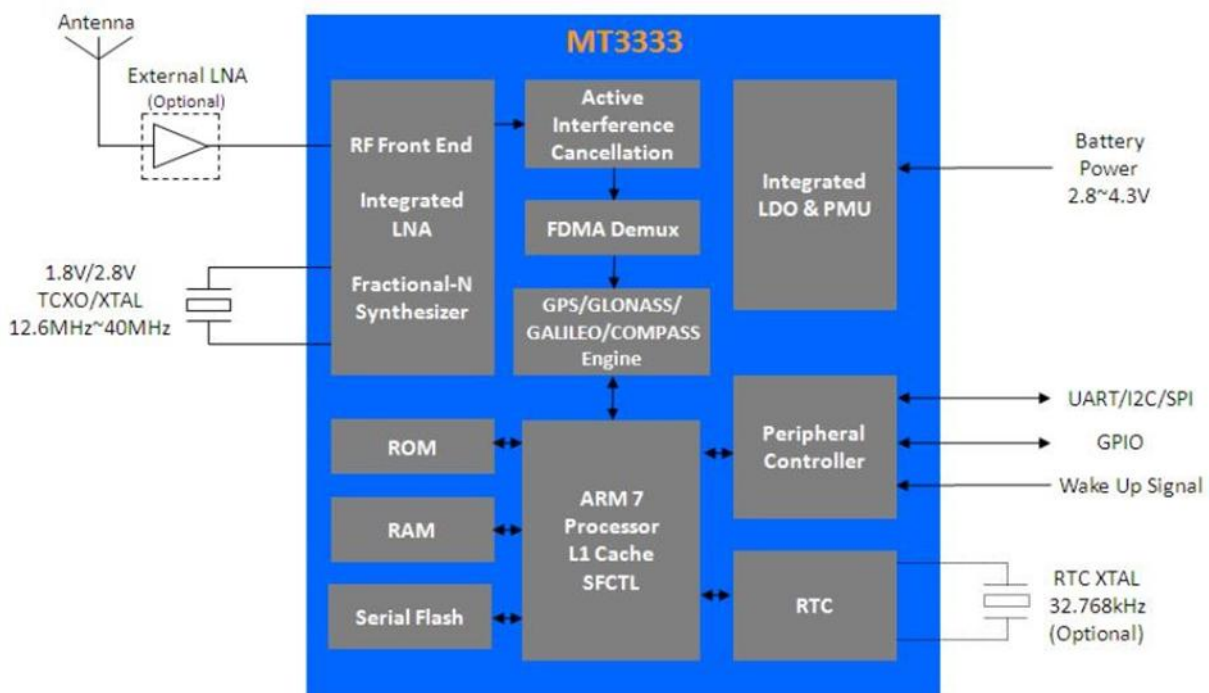 MT3333
Antenna
External LNA
(Optional)
RF Front End
Integrated
LNA
Fractional-N
Synthesizer
1.8V/2.8V
TCXO/XTAL
12.6MHz~40MHz
Active
Interference
Cancellation
FDMA Demux
GPS/GLONASS/
GALILEO/COMPASS
Engine
Integrated
LDO & PMU
Battery
Power
2.8~4.3V
ROM
RAM
Serial Flash
ARM 7
Processor
L1 Cache
SFCTL
Peripheral
Controller
UART/I2C/SPI
GPIO
Wake Up Signal
RTC
RTC XTAL
32.768kHz
(Optional)